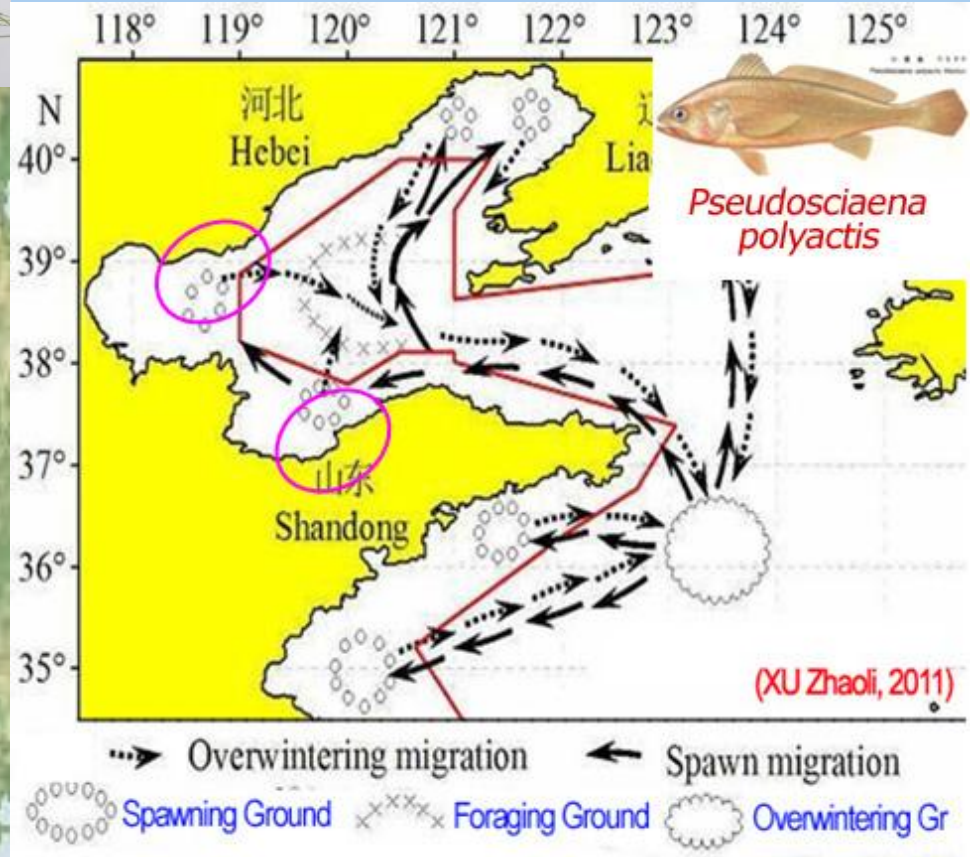 118° 119° 120° 121° 122° 123° 124° 125°
N
40°
39°
38°
37°
36°
35°
河北
Hebei
Lia
Pseudosciaena
polyactis
山东
Shandong
(XU Zhaoli, 2011)
Overwintering migration
Spawn migration
Spawning Ground
Foraging Ground
Overwintering Gr